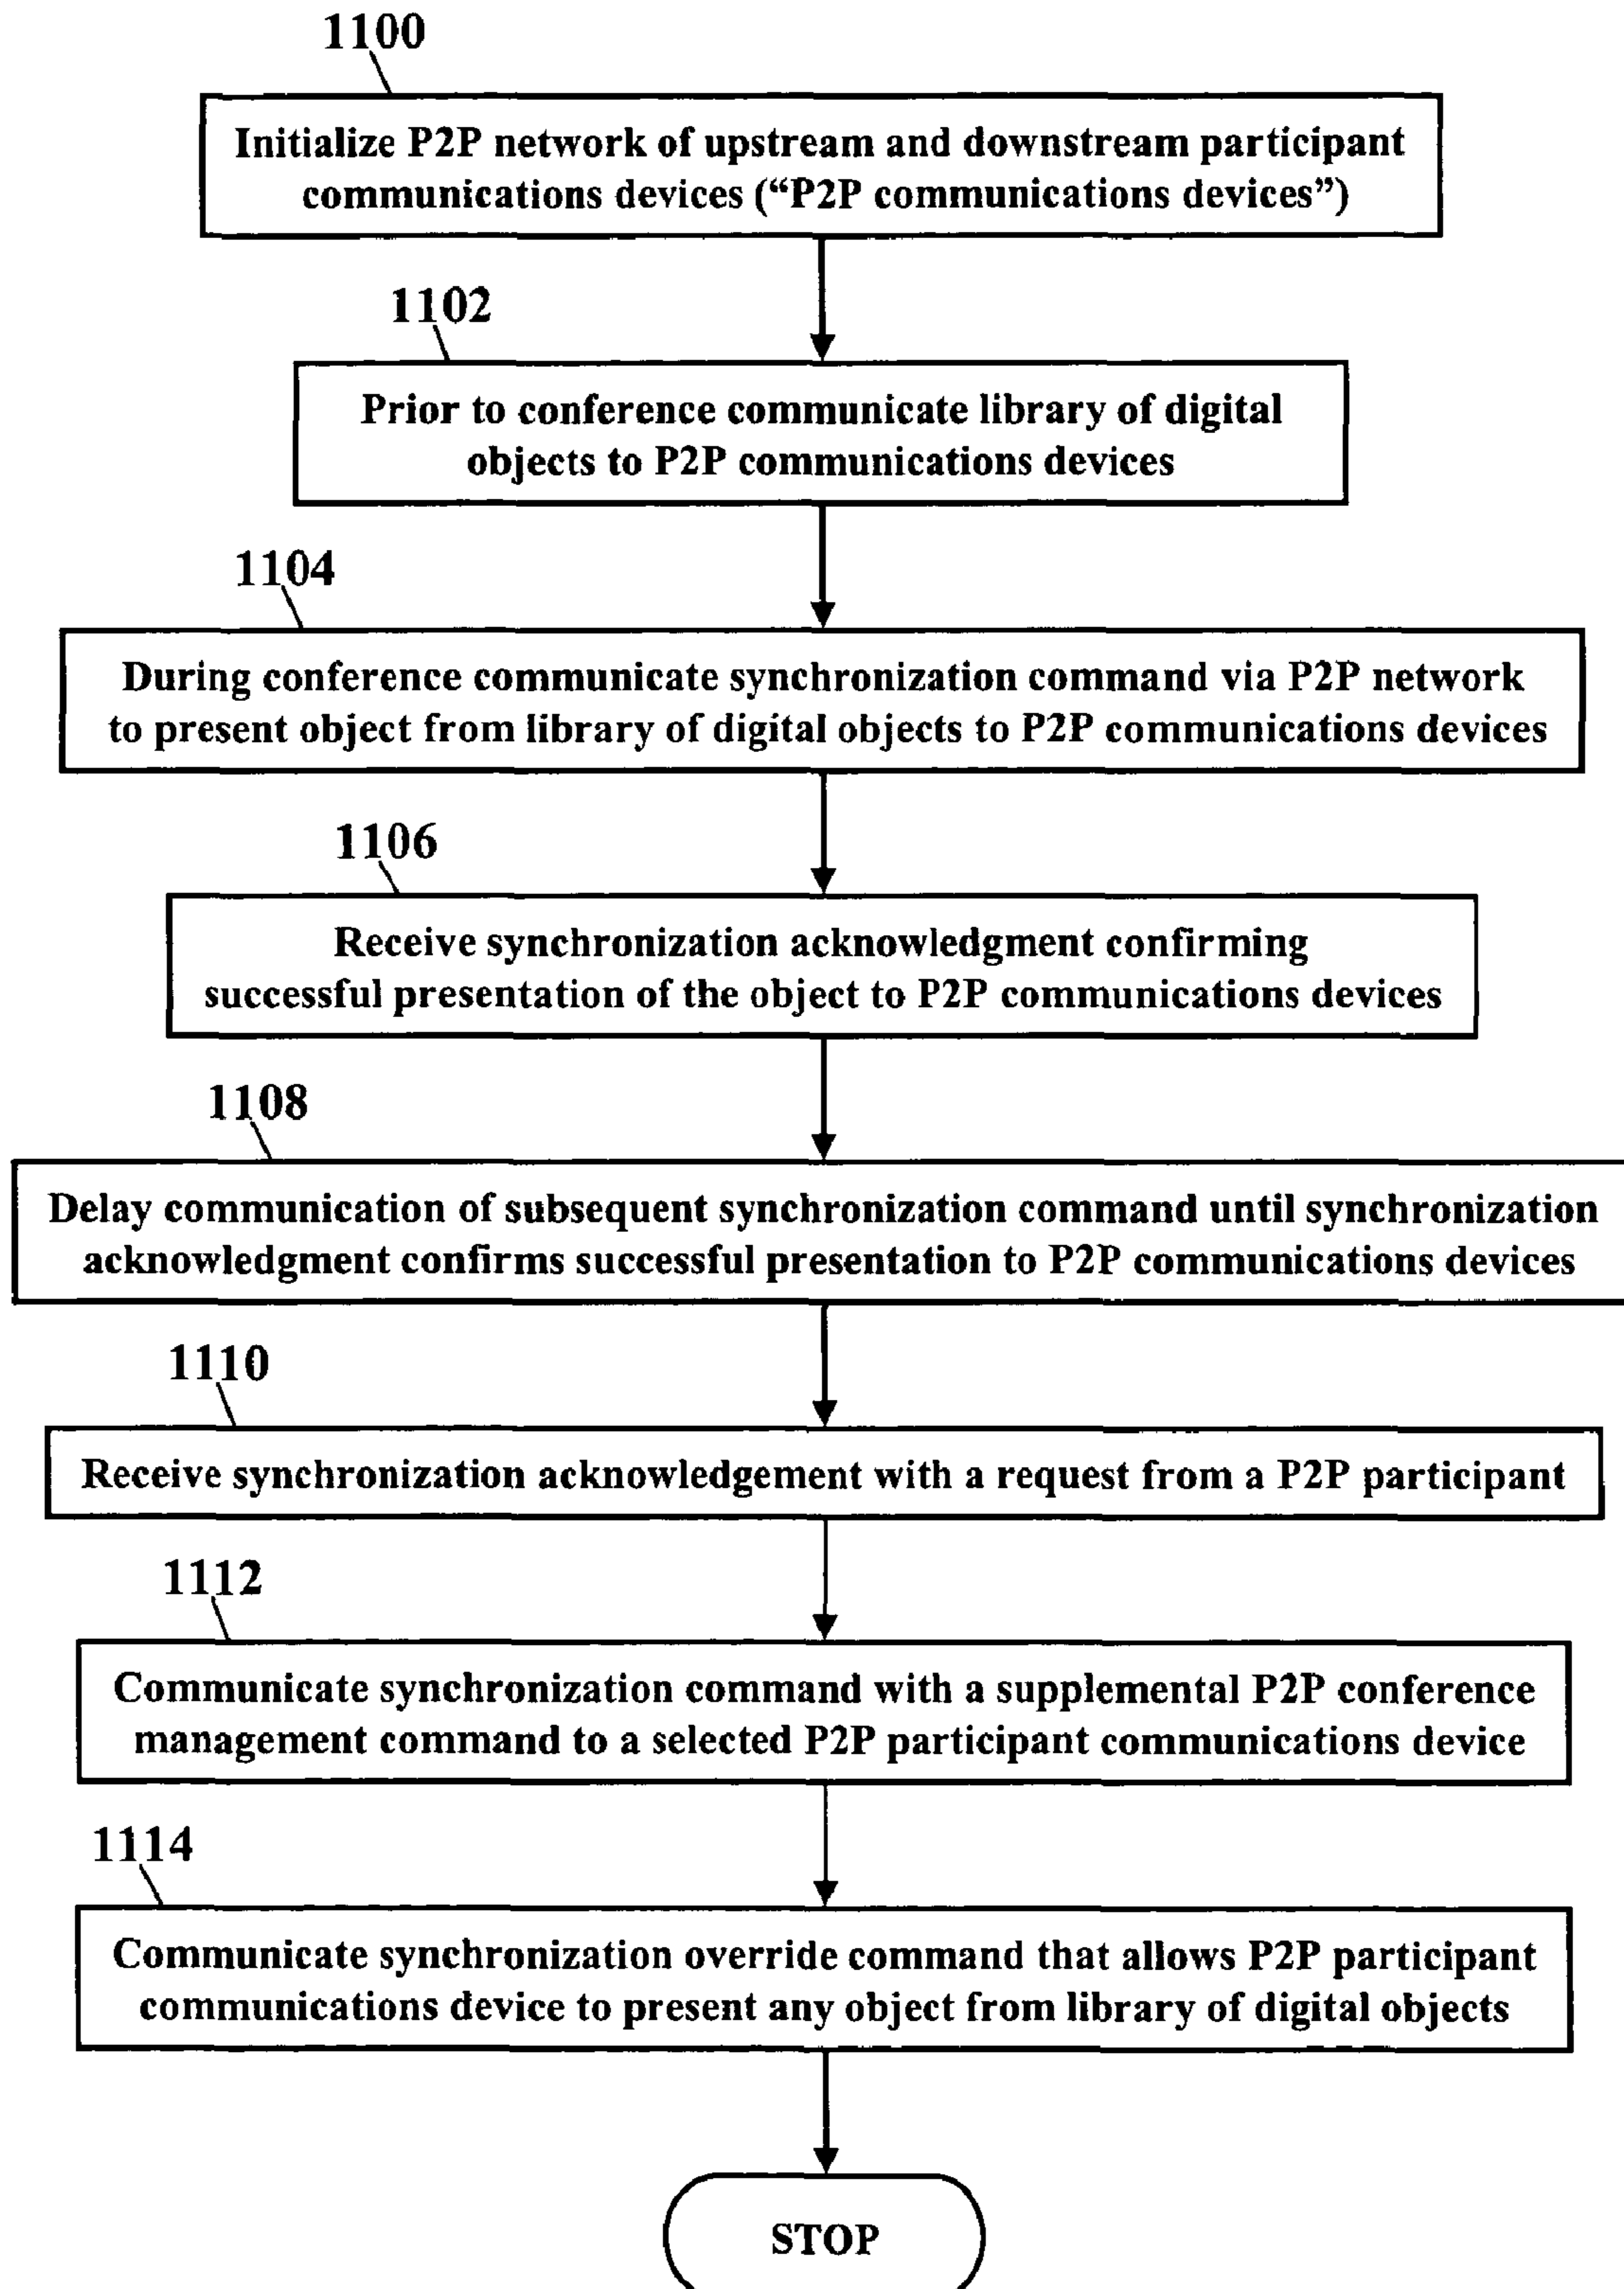 1100
Initialize P2P network of upstream and downstream participant
communications devices (“P2P communications devices”)
1102
Prior to conference communicate library of digital
objects to P2P communications devices
1104
During conference communicate synchronization command via P2P network
to present object from library of digital objects to P2P communications devices
1106
Receive synchronization acknowledgment confirming
successful presentation of the object to P2P communications devices
1108
Delay communication of subsequent synchronization command until synchronization
acknowledgment confirms successful presentation to P2P communications devices
1110
Receive synchronization acknowledgement with a request from a P2P participant
1112
Communicate synchronization command with a supplemental P2P conference
management command to a selected P2P participant communications device
1114
Communicate synchronization override command that allows P2P participant
communications device to present any object from library of digital objects
STOP